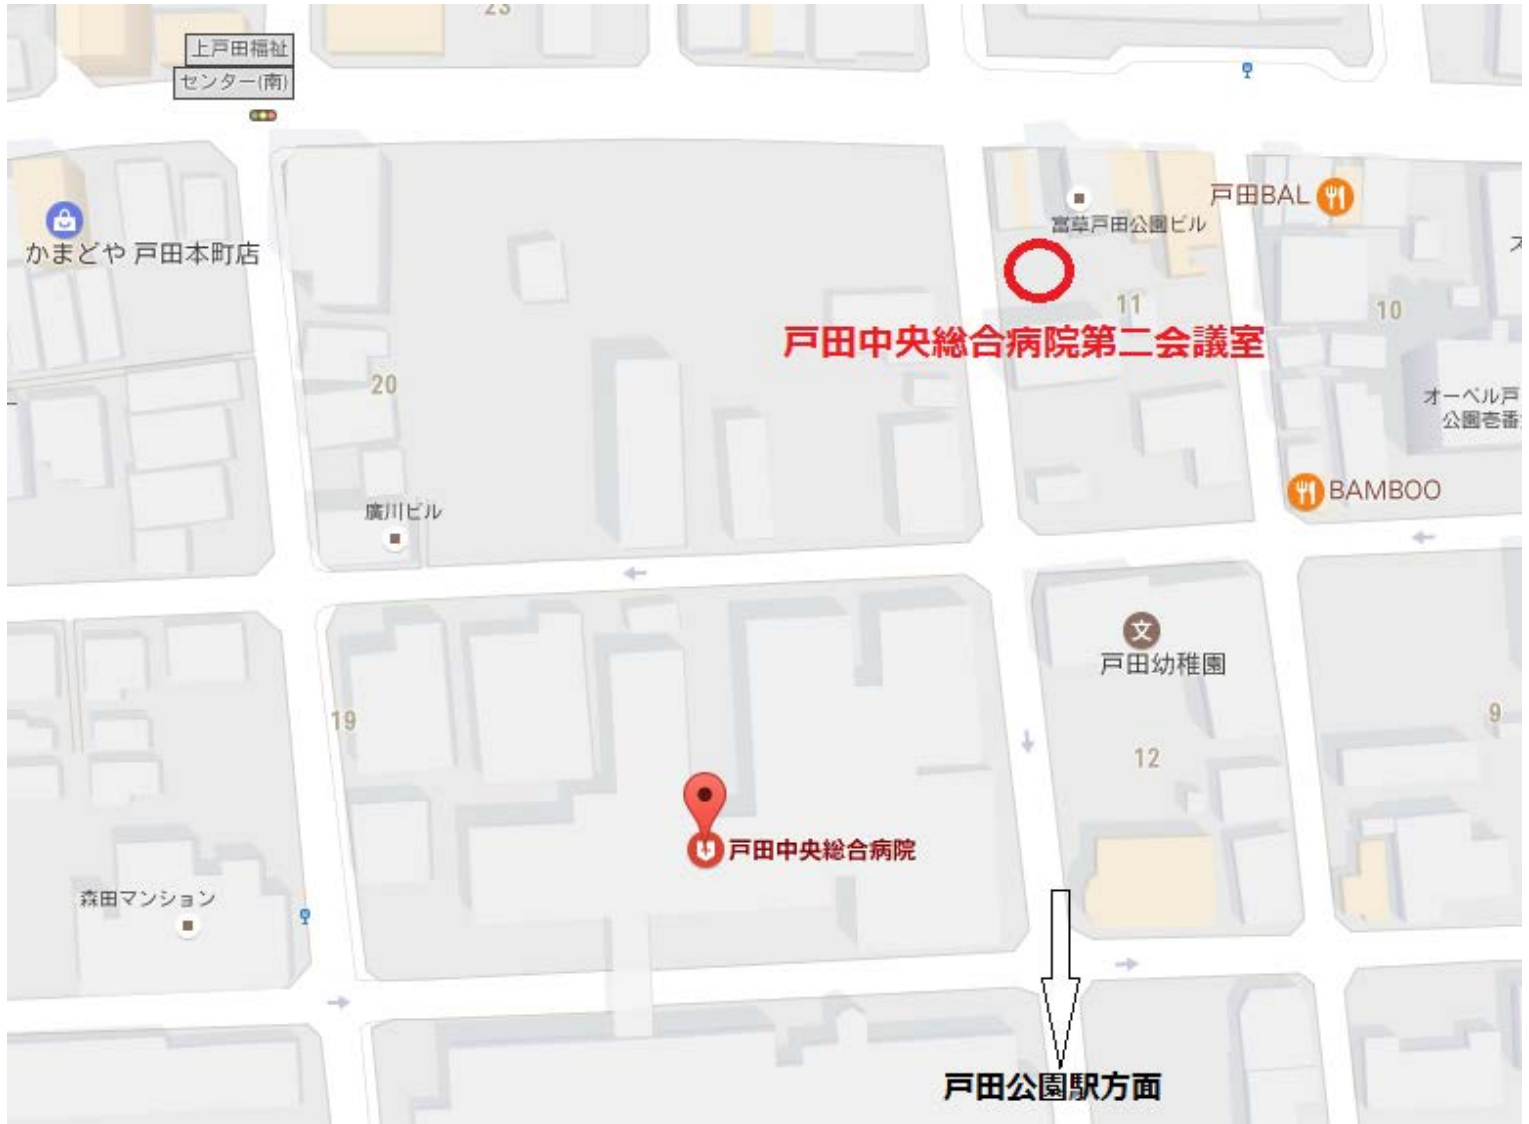 23
上戸田福祉
センター(南)
戸田BAL
富草戸田公園ビル
かまどや 戸田本町店
ス
11
10
戸田中央総合病院第二会議室
20
オーベル戸
公園壱番
BAMBOO
廣川ビル
文
戸田幼稚園
19
9
12
戸田中央総合病院
森田マンション
戸田公園駅方面